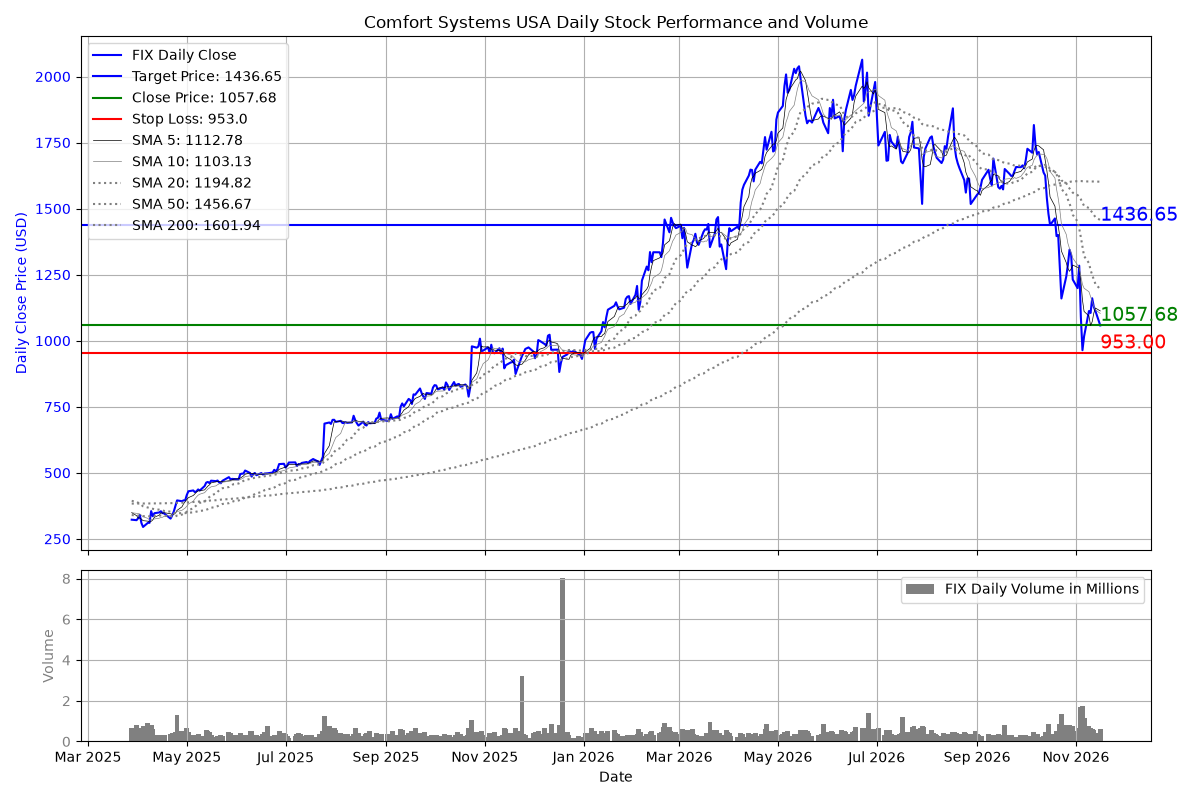 Comfort Systems USA Daily Stock Performance and Volume
FIX Daily Close
Target Price: 1436.65
Close Price: 1057.68
Stop Loss: 953.0
SMA 5: 1112.78
SMA 10: 1103.13
SMA 20: 1194.82
SMA 50: 1456.67
SMA 200: 1601.94
Daily Close Price (USD)
2000
1750
1500
1250
1000
750
500
250
1436.65
1057.68
953.00
FIX Daily Volume in Millions
Volume
8
6
4
2
0
Mar 2025 May 2025 Jul 2025 Sep 2025 Nov 2025 Jan 2026 Mar 2026 May 2026 Jul 2026 Sep 2026 Nov 2026
Date